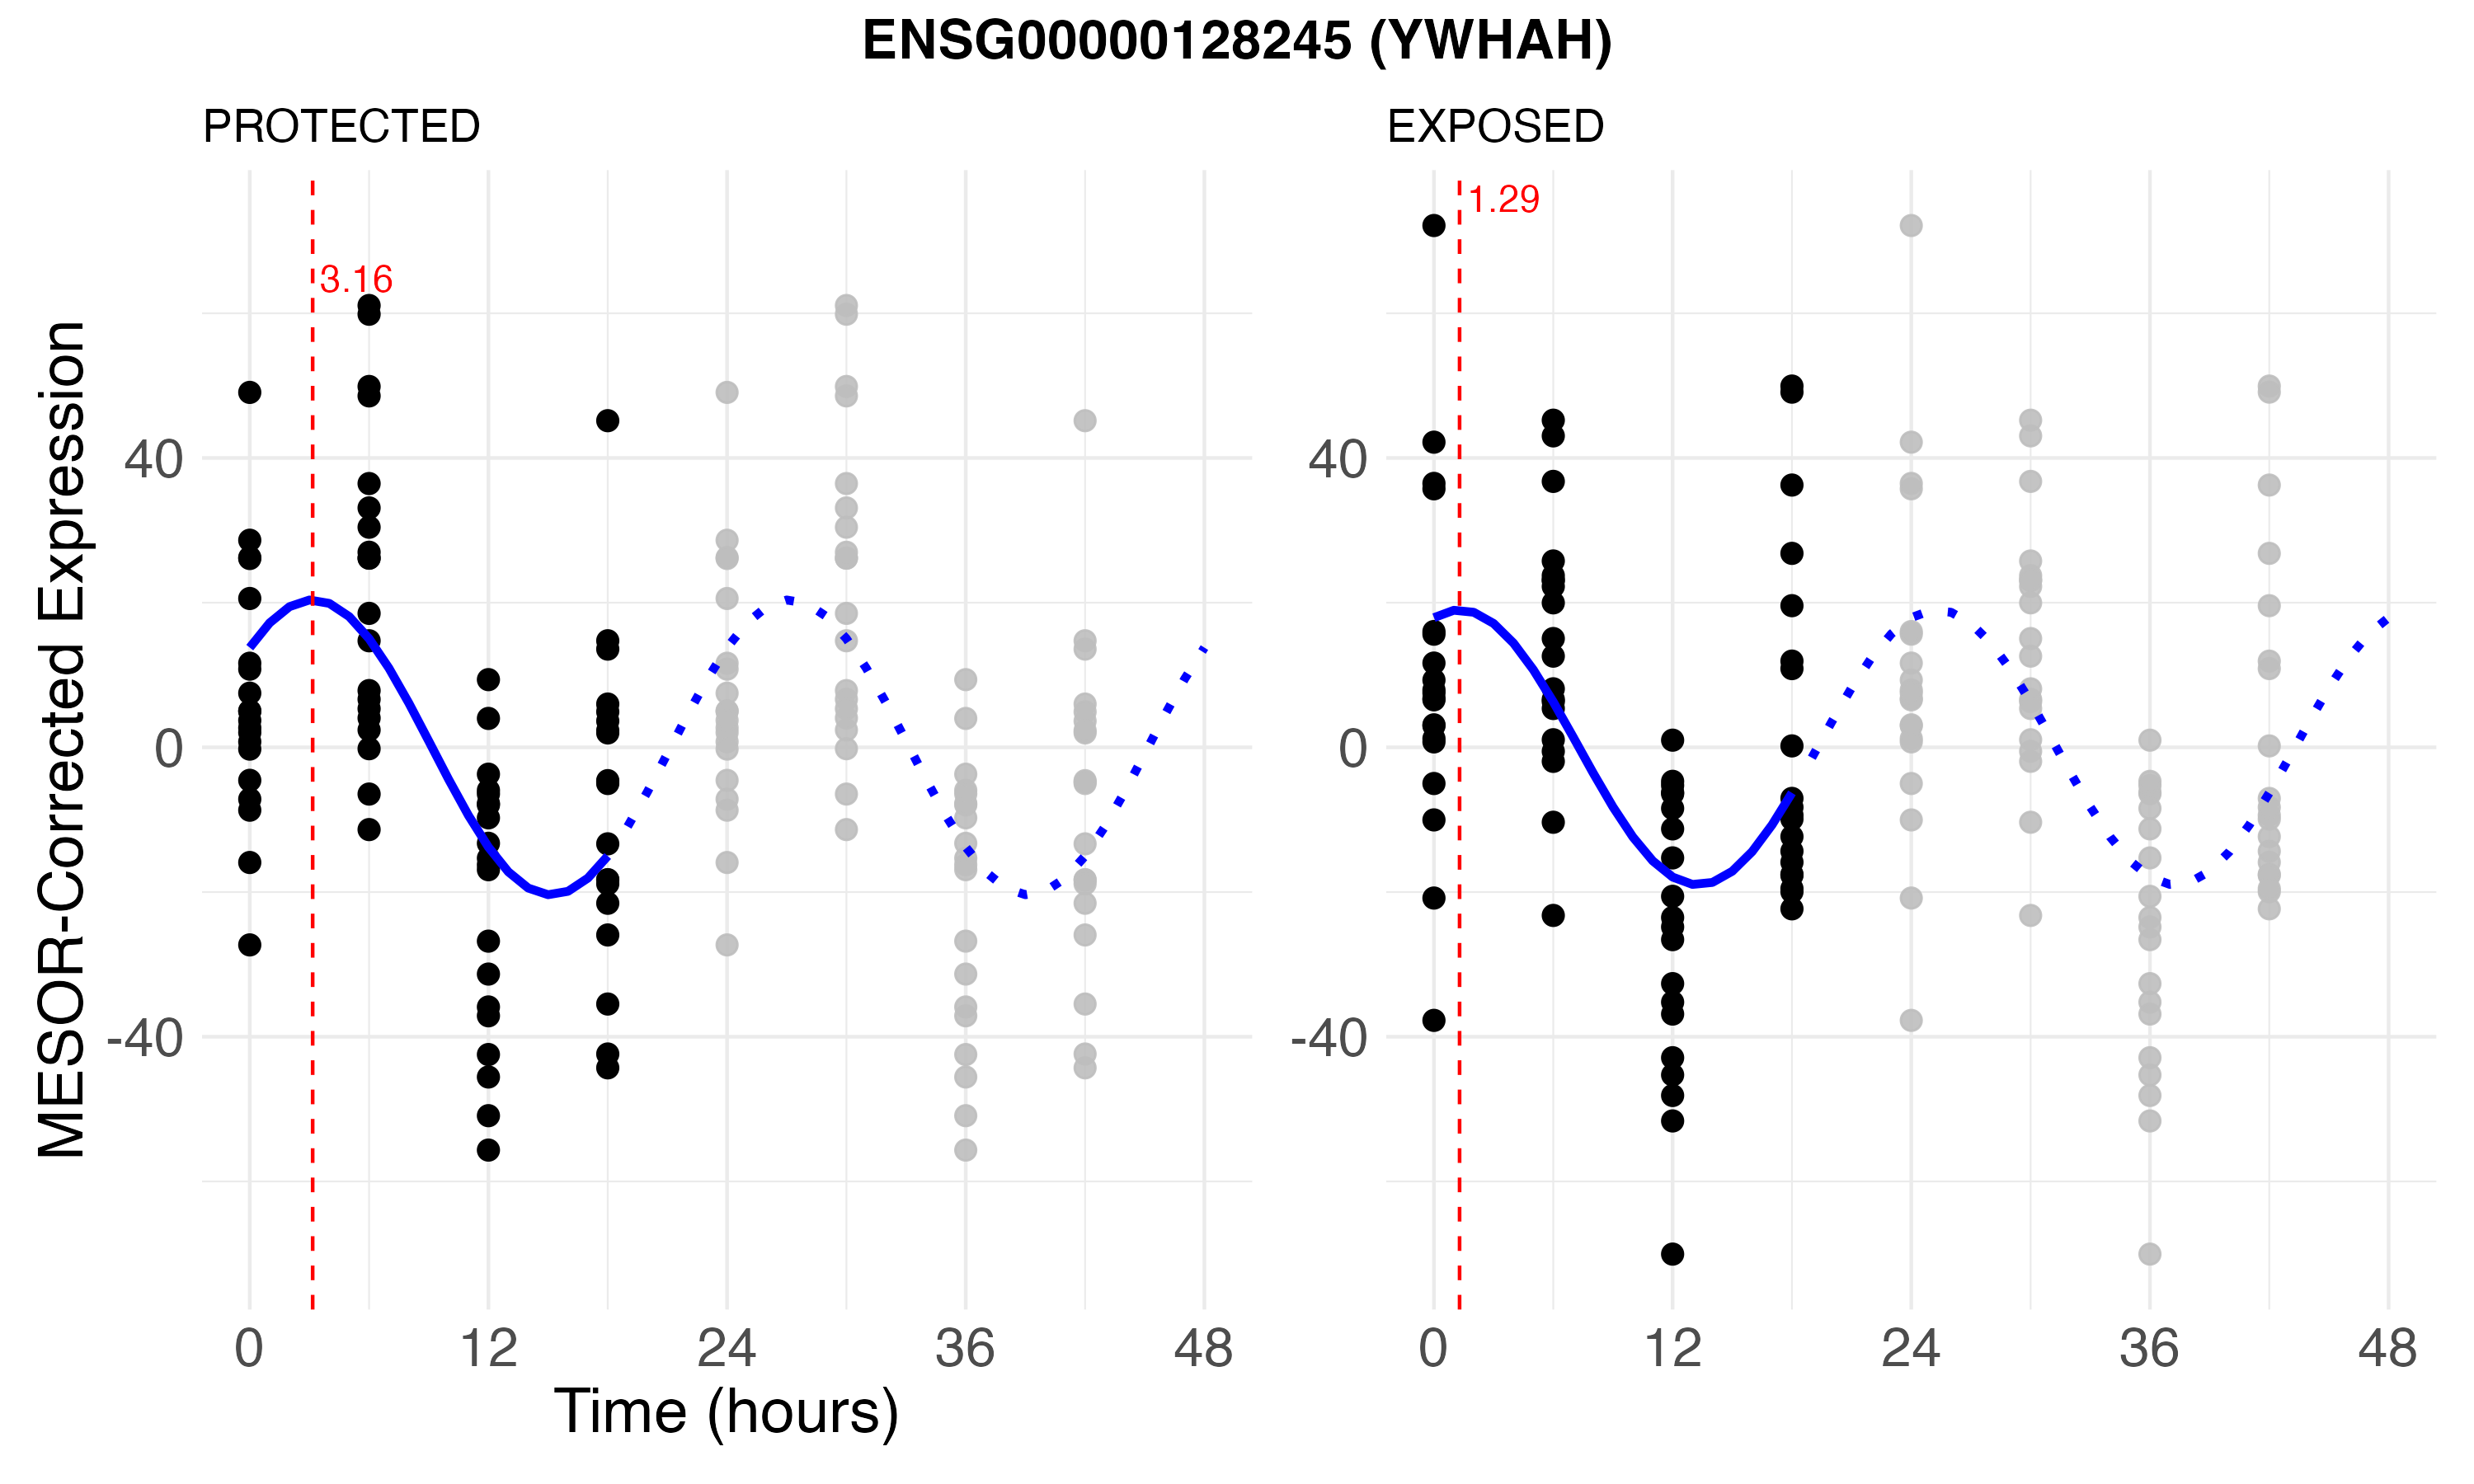 ENSG00000128245 (YWHAH)
PROTECTED
EXPOSED
MESOR-Corrected Expression
3.16
40
0
-40
0 12 24 36 48
1.29
40
0
-40
0 12 24 36 48
Time (hours)